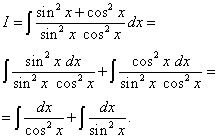 I = ∫ (sin² x + cos² x)/(sin² x cos² x) dx =
∫ (sin² x dx)/(sin² x cos² x) + ∫ (cos² x dx)/(sin² x cos² x) =
= ∫ dx/(cos² x) + ∫ dx/(sin² x).